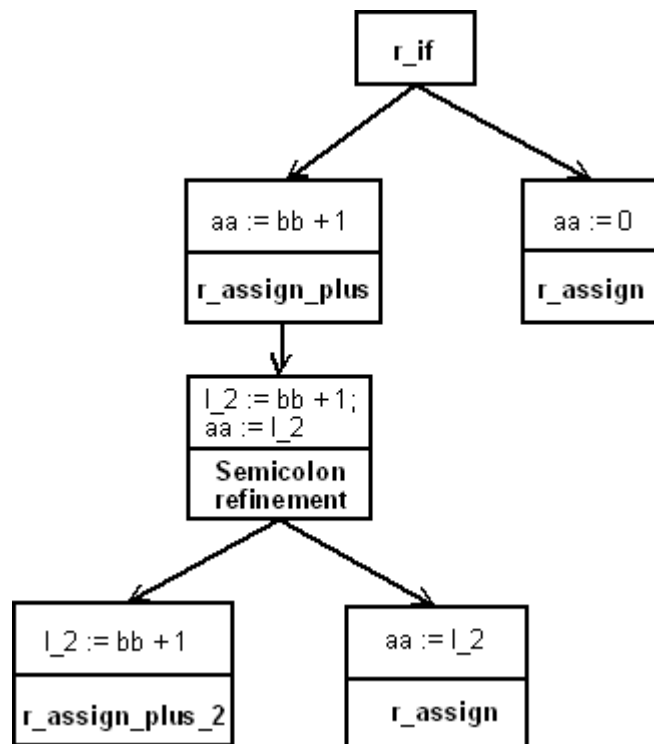 r_if
aa := bb + 1
r_assign_plus
aa := 0
r_assign
l_2 := bb + 1;
aa := l_2
Semicolon
refinement
l_2 := bb + 1
r_assign_plus_2
aa := l_2
r_assign